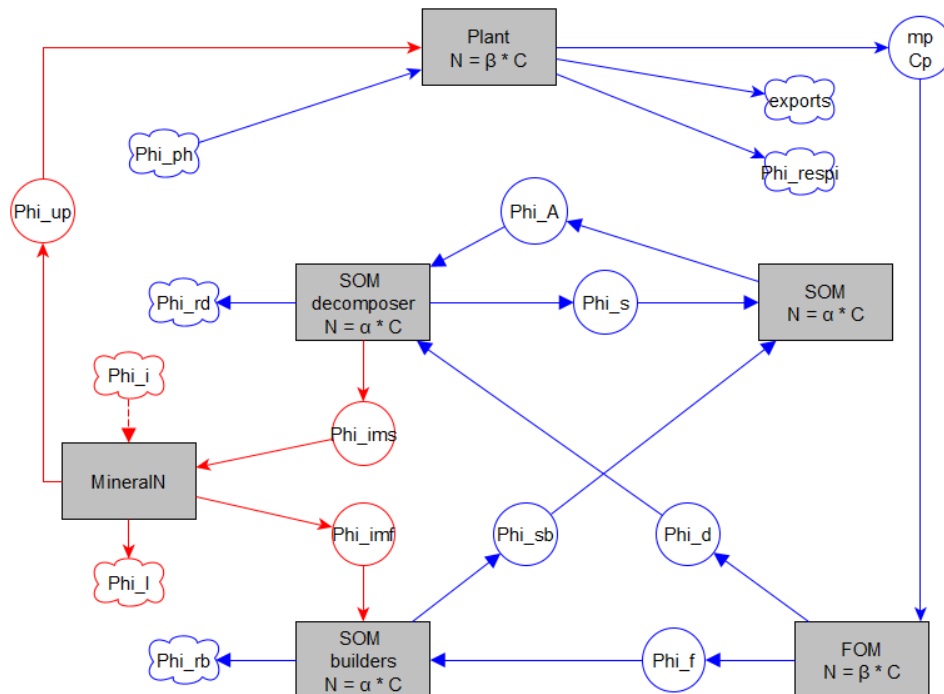 Plant
N = β * C
mp
Cp
exports
Phi_ph
Phi_respi
Phi_up
Phi_A
SOM
decomposer
N = α * C
SOM
N = α * C
Phi_rd
Phi_s
Phi_i
Phi_ims
MineralN
Phi_imf
Phi_sb
Phi_d
Phi_l
SOM
builders
N = α * C
FOM
N = β * C
Phi_rb
Phi_f